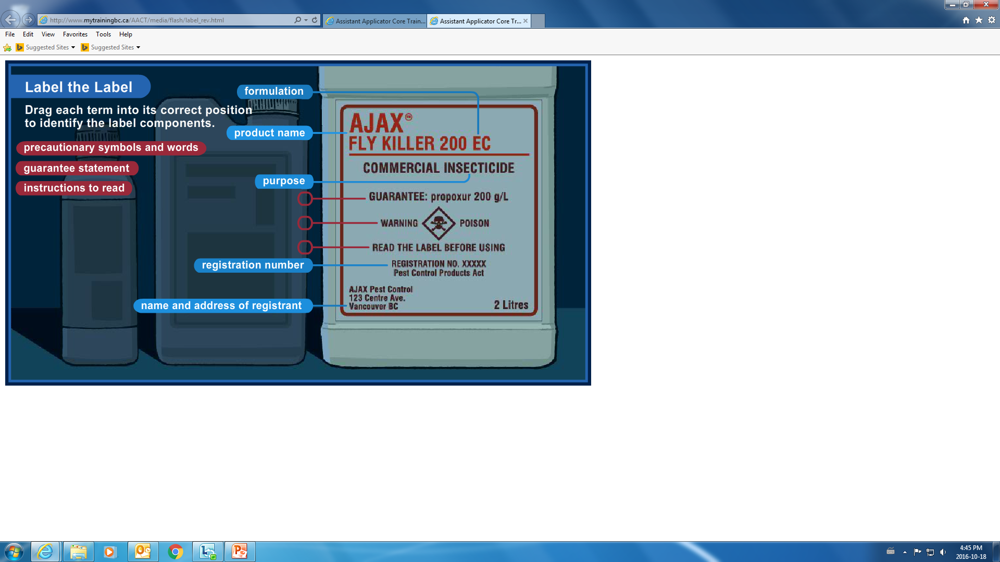 http://www.mytrainingbc.ca/AACT/media/flash/label_rev.html
Assistant Applicator Core Train...
Assistant Applicator Core Tr...
File Edit View Favorites Tools Help
Suggested Sites
Suggested Sites
Label the Label
Drag each term into its correct position
to identify the label components.
precautionary symbols and words
guarantee statement
instructions to read
formulation
product name
purpose
registration number
name and address of registrant
AJAX™
FLY KILLER 200 EC
COMMERCIAL INSECTICIDE
GUARANTEE: propoxur 200 g/L
WARNING POISON
READ THE LABEL BEFORE USING
REGISTRATION NO. XXXXX
Pest Control Products Act
AJAX Pest Control
123 Centre Ave.
Vancouver BC
2 Litres
4:45 PM
2016-10-18